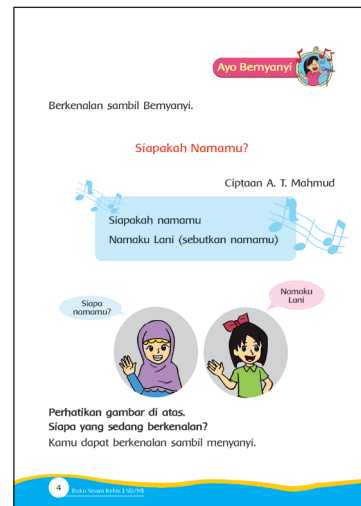 Ayo Bernyanyi
Berkenalan sambil Bernyanyi.
Siapakah Namamu?
Ciptaan A. T. Mahmud
Siapakah namamu
Namaku Lani (sebutkan namamu)
Siapa
namamu?
Namaku
Lani
Perhatikan gambar di atas.
Siapa yang sedang berkenalan?
Kamu dapat berkenalan sambil menyanyi.
4
Buku Siswa Kelas I SD/MI